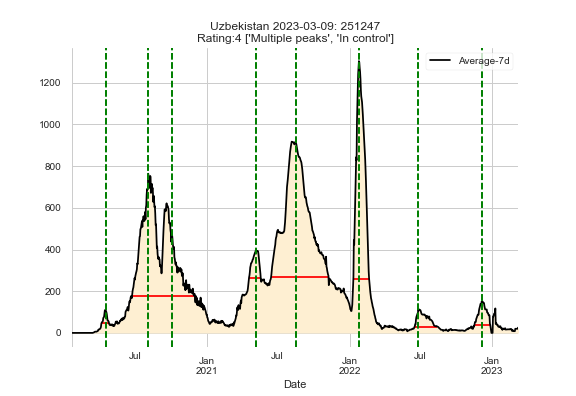 Uzbekistan 2023-03-09: 251247
Rating:4 ['Multiple peaks', 'In control']
Average-7d
1200
1000
800
600
400
200
0
Jul
Jan
2021
Jul
Jan
2022
Jul
Jan
2023
Date